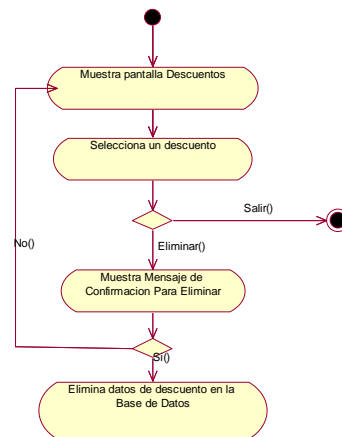 Muestra pantalla Descuentos
Selecciona un descuento
Salir()
No()
Eliminar()
Muestra Mensaje de
Confirmacion Para Eliminar
Si()
Elimina datos de descuento en la
Base de Datos